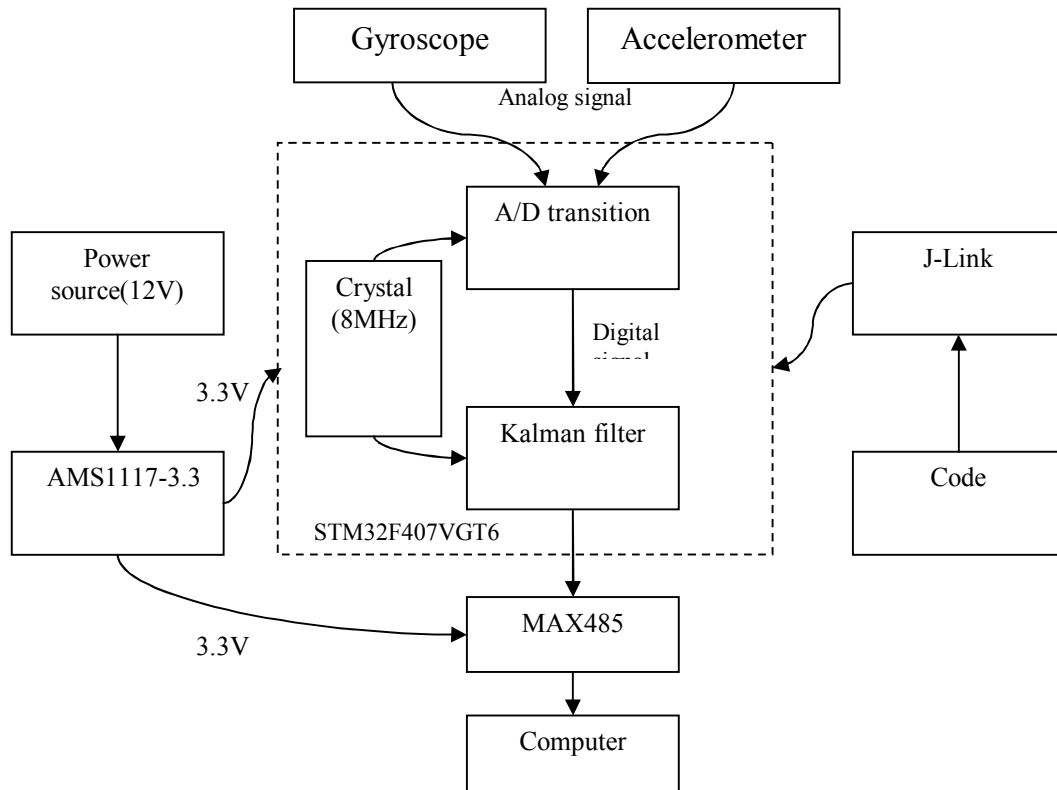 Gyroscope
Accelerometer
Analog signal
A/D transition
Power
source(12V)
Crystal
(8MHz)
J-Link
Digital
signal
3.3V
Kalman filter
AMS1117-3.3
Code
STM32F407VGT6
MAX485
3.3V
Computer